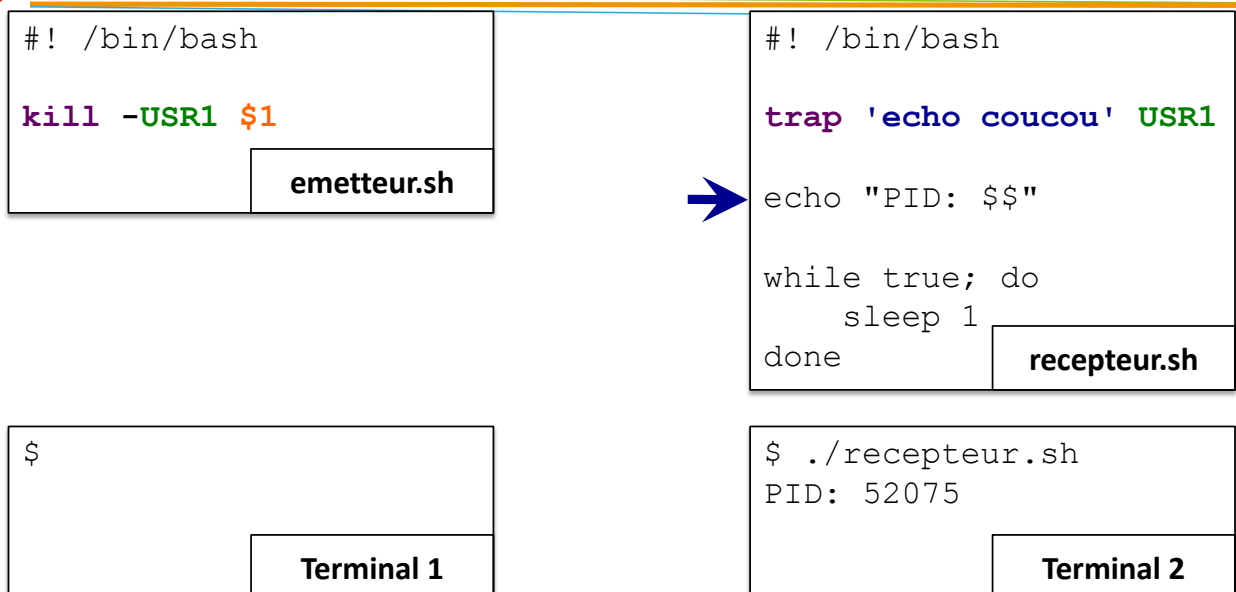 #! /bin/bash
kill -USR1 $1
emetteur.sh
#! /bin/bash
trap 'echo coucou' USR1
echo "PID: $$"
while true; do
    sleep 1
done
recepteur.sh
$
Terminal 1
$ ./recepteur.sh
PID: 52075
Terminal 2